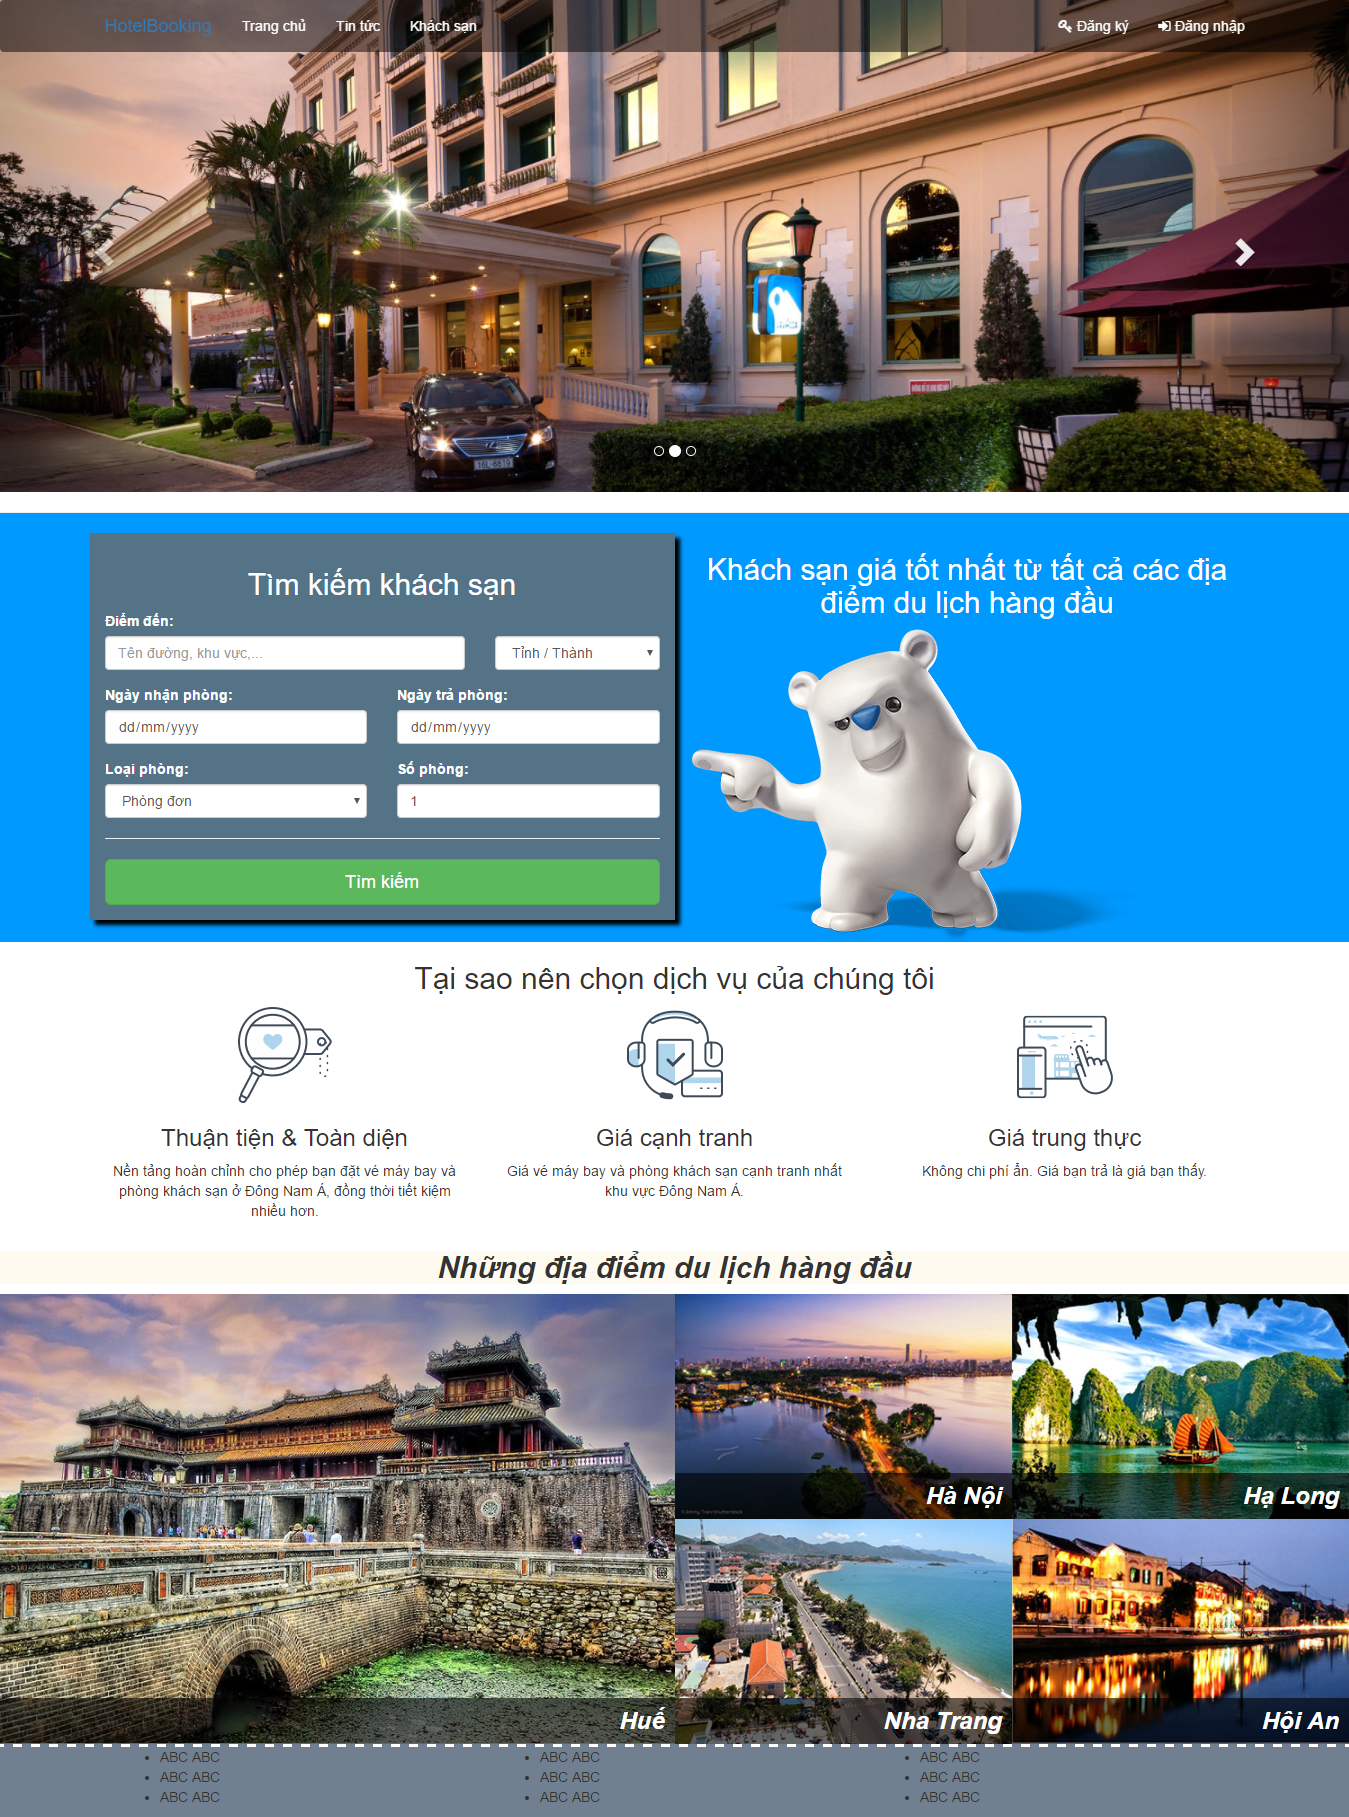 HotelBooking Trang chủ Tin tức Khách sạn Đăng ký Đăng nhập
16L-6619
Tìm kiếm khách sạn
Điểm đến:
Tên đường, khu vực,... Tỉnh / Thành
Ngày nhận phòng: Ngày trả phòng:
dd/mm/yyyy dd/mm/yyyy
Loại phòng: Số phòng:
Phòng đơn 1
Tìm kiếm
Khách sạn giá tốt nhất từ tất cả các địa
điểm du lịch hàng đầu
Tại sao nên chọn dịch vụ của chúng tôi
Thuận tiện & Toàn diện
Nền tảng hoàn chỉnh cho phép bạn đặt vé máy bay và
phòng khách sạn ở Đông Nam Á, đồng thời tiết kiệm
nhiều hơn.
Giá cạnh tranh
Giá vé máy bay và phòng khách sạn cạnh tranh nhất
khu vực Đông Nam Á.
Giá trung thực
Không chi phí ẩn. Giá bạn trả là giá bạn thấy.
Những địa điểm du lịch hàng đầu
Hà Nội
Hạ Long
Huế
Nha Trang
Hội An
ABC ABC
ABC ABC
ABC ABC
ABC ABC
ABC ABC
ABC ABC
ABC ABC
ABC ABC
ABC ABC